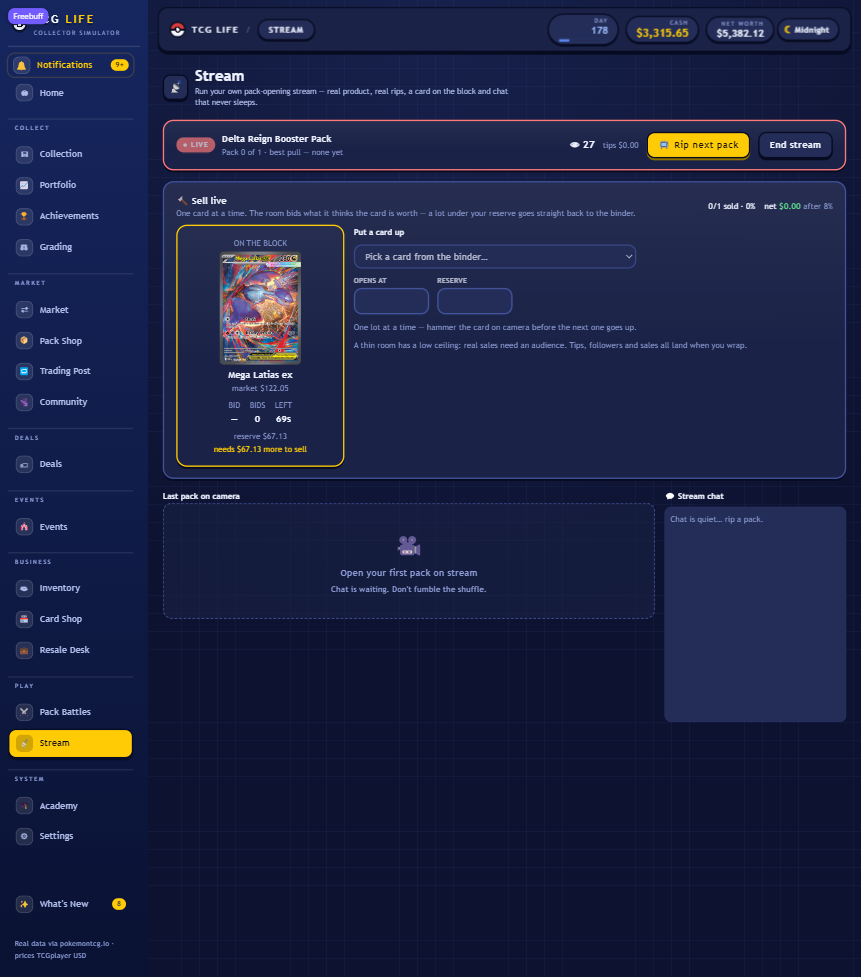 Freebuff
TCG LIFE
COLLECTOR SIMULATOR
Notifications 9+
Home
COLLECT
Collection
Portfolio
Achievements
Grading
MARKET
Market
Pack Shop
Trading Post
Community
DEALS
Deals
EVENTS
Events
BUSINESS
Inventory
Card Shop
Resale Desk
PLAY
Pack Battles
Stream
SYSTEM
Academy
Settings
What's New 8
Real data via pokemontcg.io ·
prices TCGplayer USD
TCG LIFE / STREAM
DAY
178
CASH
$3,315.65
NET WORTH
$5,382.12
Midnight
Stream
Run your own pack-opening stream — real product, real rips, a card on the block and chat
that never sleeps.
LIVE
Delta Reign Booster Pack
Pack 0 of 1 · best pull — none yet
27 tips $0.00
Rip next pack
End stream
Sell live
One card at a time. The room bids what it thinks the card is worth — a lot under your reserve goes straight back to the binder.
0/1 sold · 0% net $0.00 after 8%
ON THE BLOCK
Mega Latias ex
market $122.05
BID BIDS LEFT
— 0 69s
reserve $67.13
needs $67.13 more to sell
Put a card up
Pick a card from the binder...
OPENS AT RESERVE
One lot at a time — hammer the card on camera before the next one goes up.
A thin room has a low ceiling: real sales need an audience. Tips, followers and sales all land when you wrap.
Last pack on camera
Open your first pack on stream
Chat is waiting. Don't fumble the shuffle.
Stream chat
Chat is quiet... rip a pack.